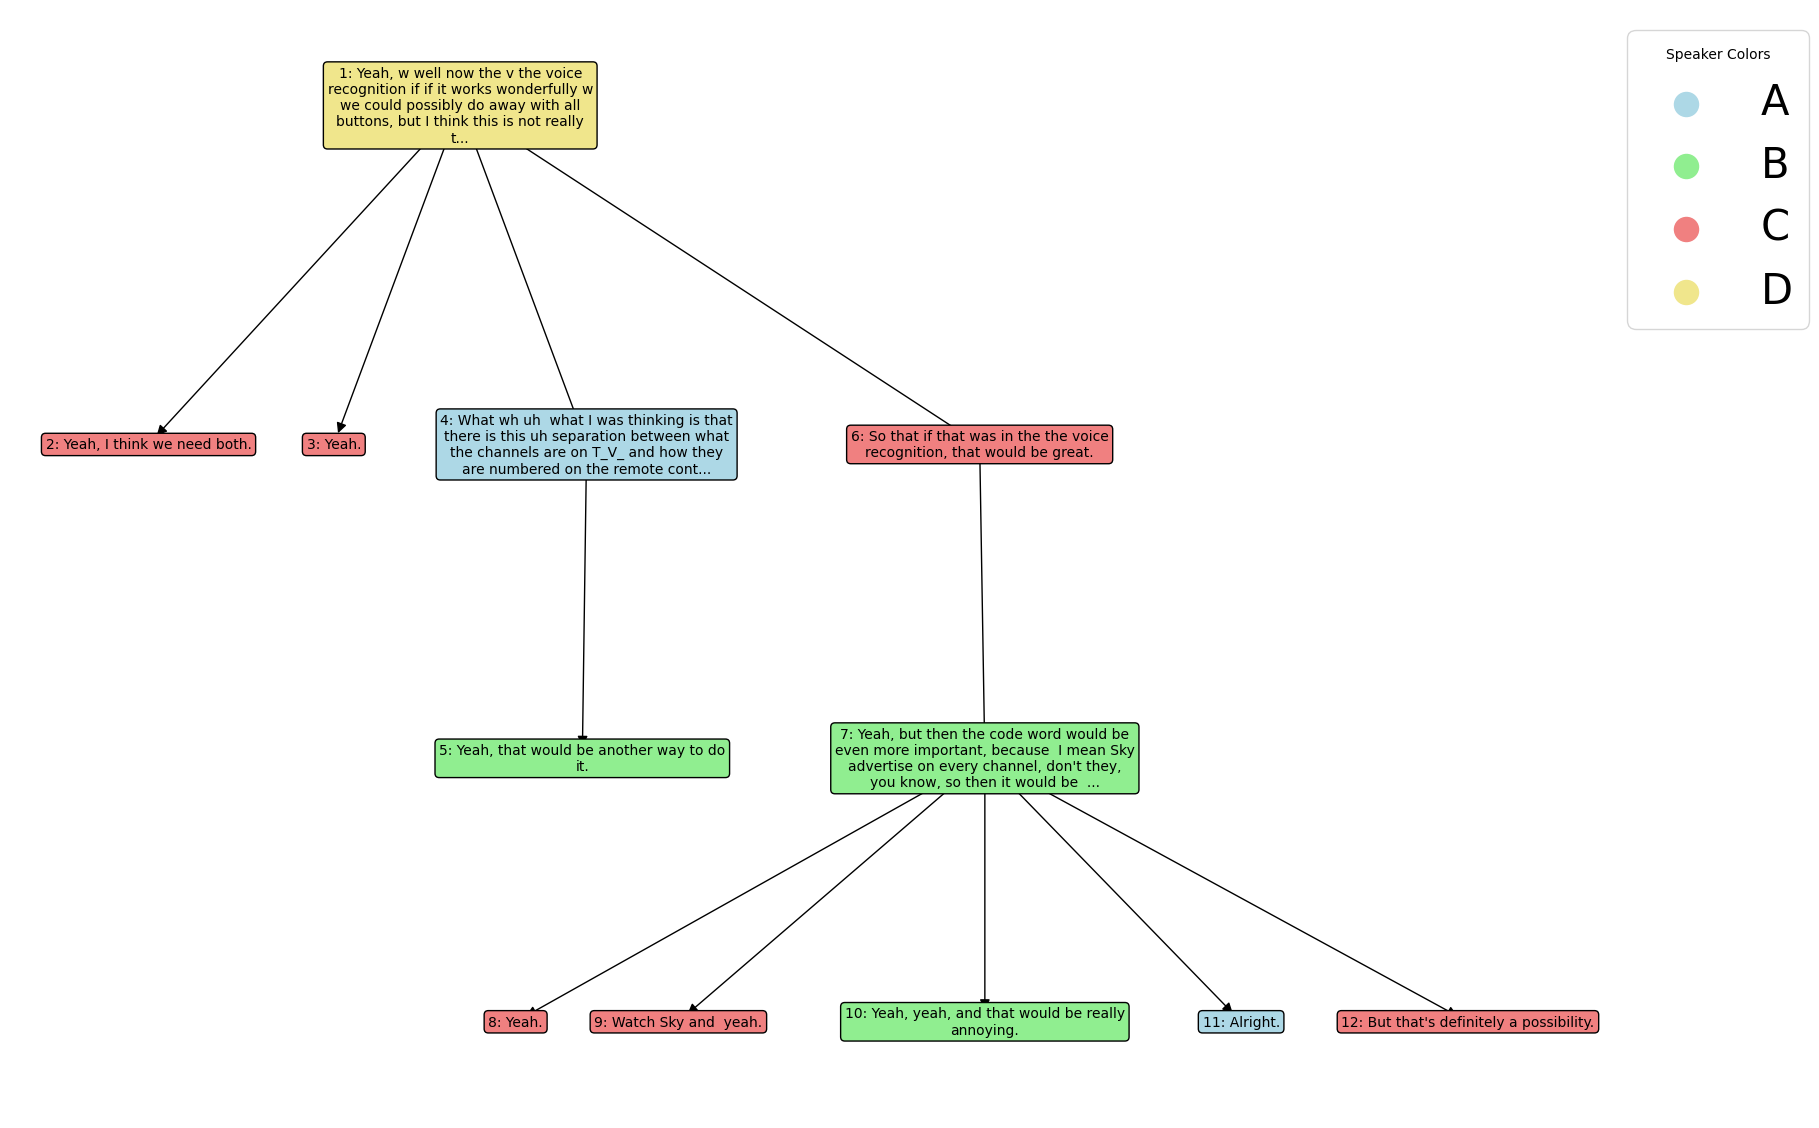 Speaker Colors
A
B
C
D
1: Yeah, w well now the v the voice
recognition if if it works wonderfully w
we could possibly do away with all
buttons, but I think this is not really
t...
2: Yeah, I think we need both.
3: Yeah.
4: What wh uh  what I was thinking is that
there is this uh separation between what
the channels are on T_V_ and how they
are numbered on the remote cont...
6: So that if that was in the the voice
recognition, that would be great.
5: Yeah, that would be another way to do
it.
7: Yeah, but then the code word would be
even more important, because  I mean Sky
advertise on every channel, don't they,
you know, so then it would be  ...
8: Yeah.
9: Watch Sky and  yeah.
10: Yeah, yeah, and that would be really
annoying.
11: Alright.
12: But that's definitely a possibility.